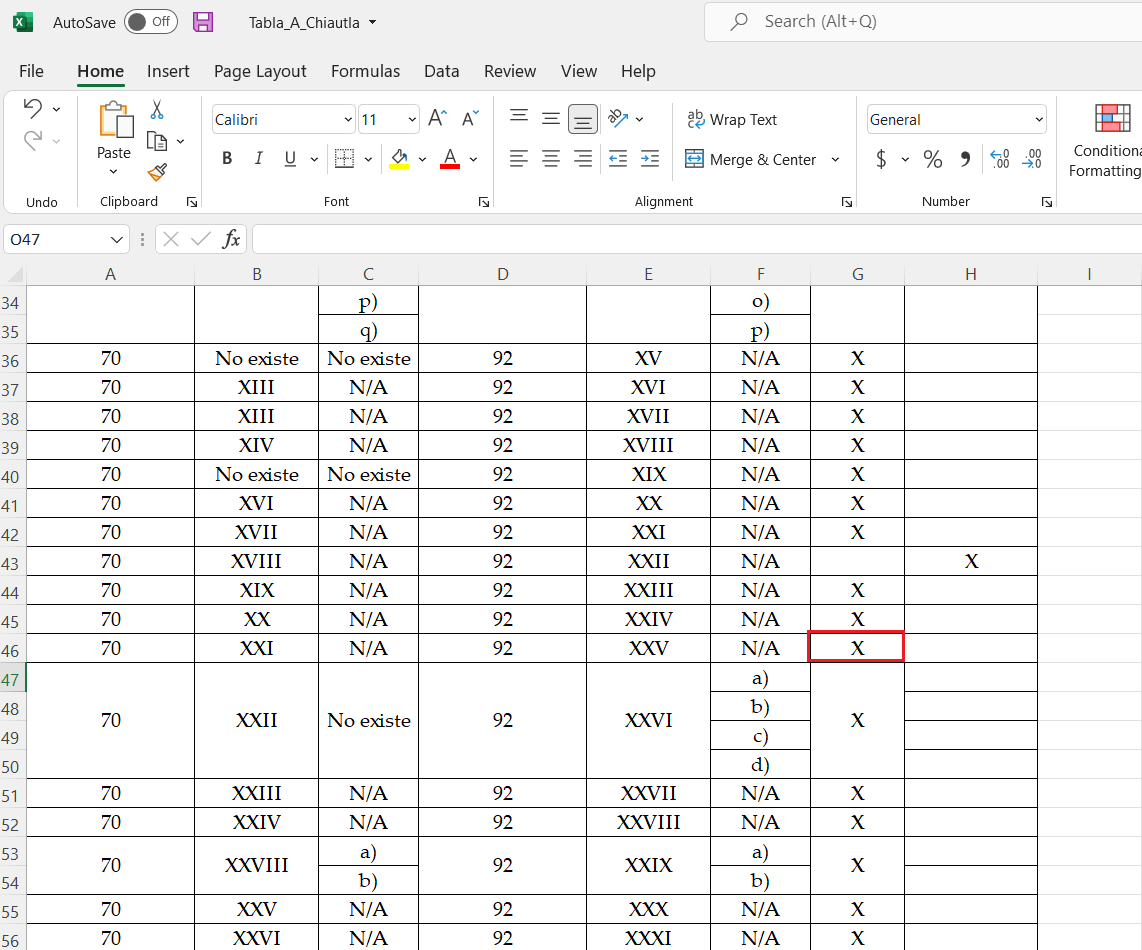 AutoSave Off Tabla_A_Chiautla Search (Alt+Q)
File Home Insert Page Layout Formulas Data Review View Help
Calibri 11 Wrap Text General
Paste B I U Merge & Center $ % Conditiona
Formatting
Undo Clipboard Font Alignment Number
O47 fx
A B C D E F G H I
34 p) o)
35 q) p)
36 70 No existe No existe 92 XV N/A X
37 70 XIII N/A 92 XVI N/A X
38 70 XIII N/A 92 XVII N/A X
39 70 XIV N/A 92 XVIII N/A X
40 70 No existe No existe 92 XIX N/A X
41 70 XVI N/A 92 XX N/A X
42 70 XVII N/A 92 XXI N/A X
43 70 XVIII N/A 92 XXII N/A X
44 70 XIX N/A 92 XXIII N/A X
45 70 XX N/A 92 XXIV N/A X
46 70 XXI N/A 92 XXV N/A X
47 a)
48 70 XXII No existe 92 XXVI b) X
49 c)
50 d)
51 70 XXIII N/A 92 XXVII N/A X
52 70 XXIV N/A 92 XXVIII N/A X
53 70 XXVIII a) 92 XXIX a) X
54 b) b)
55 70 XXV N/A 92 XXX N/A X
56 70 XXVI N/A 92 XXXI N/A X